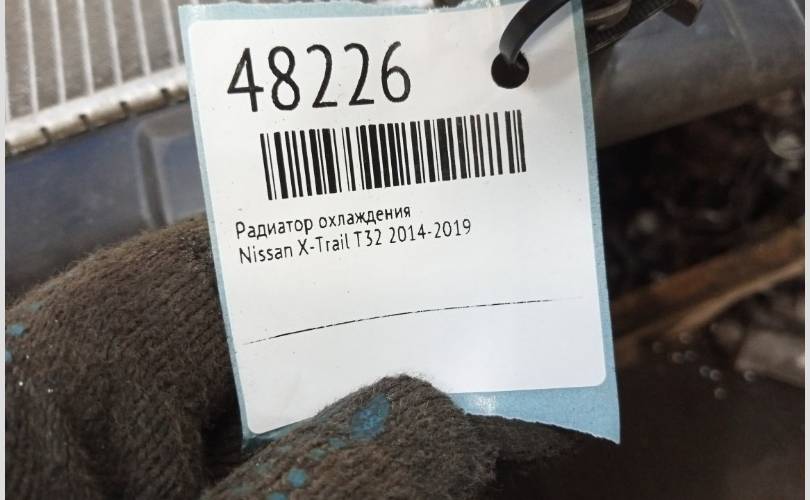 48226
Радиатор охлаждения
Nissan X-Trail T32 2014-2019